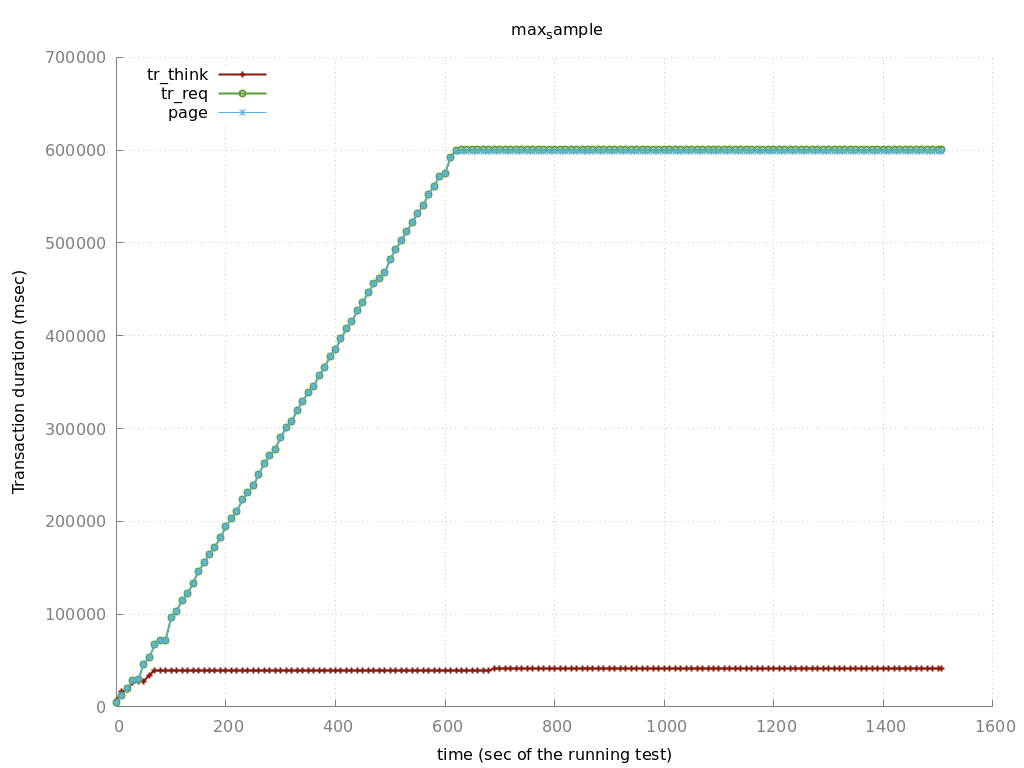 maxsample
700000
600000
500000
400000
300000
200000
100000
0
tr_think
tr_req
page
Transaction duration (msec)
0 200 400 600 800 1000 1200 1400 1600
time (sec of the running test)